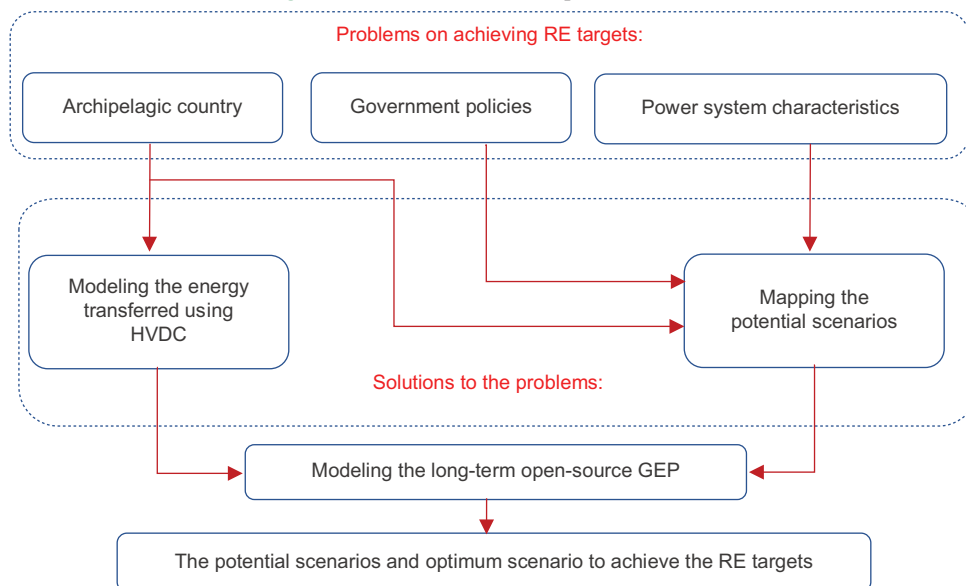 Problems on achieving RE targets:
Archipelagic country
Government policies
Power system characteristics
Modeling the energy
transferred using
HVDC
Mapping the
potential scenarios
Solutions to the problems:
Modeling the long-term open-source GEP
The potential scenarios and optimum scenario to achieve the RE targets